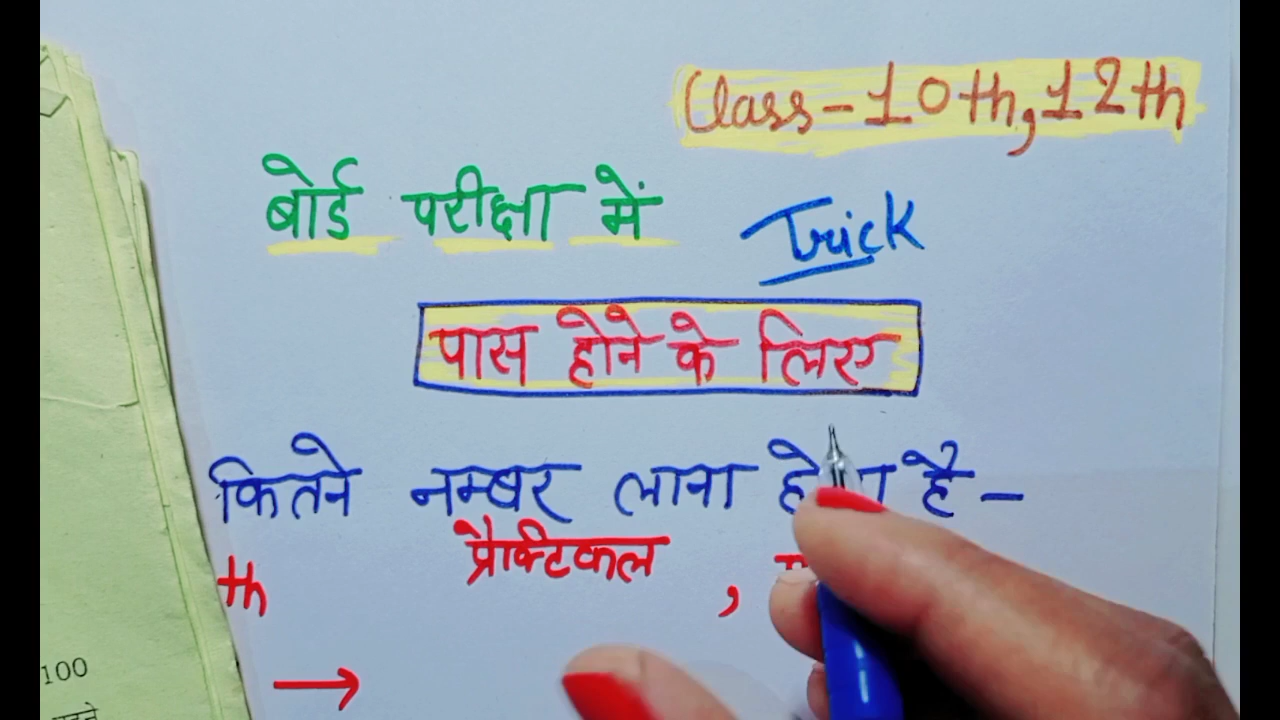 Class-10th,12th
बोर्ड परीक्षा में Trick
पास होने के लिए
कितने नम्बर लाना है-
th प्रैक्टिकल ,
100